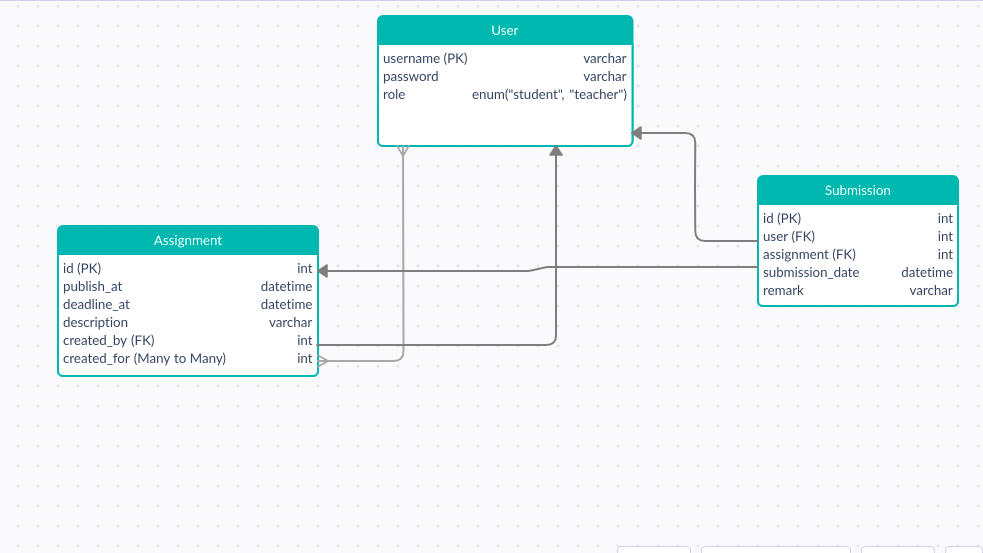 User
username (PK) varchar
password varchar
role enum("student", "teacher")
Submission
id (PK) int
user (FK) int
assignment (FK) int
submission_date datetime
remark varchar
Assignment
id (PK) int
publish_at datetime
deadline_at datetime
description varchar
created_by (FK) int
created_for (Many to Many) int